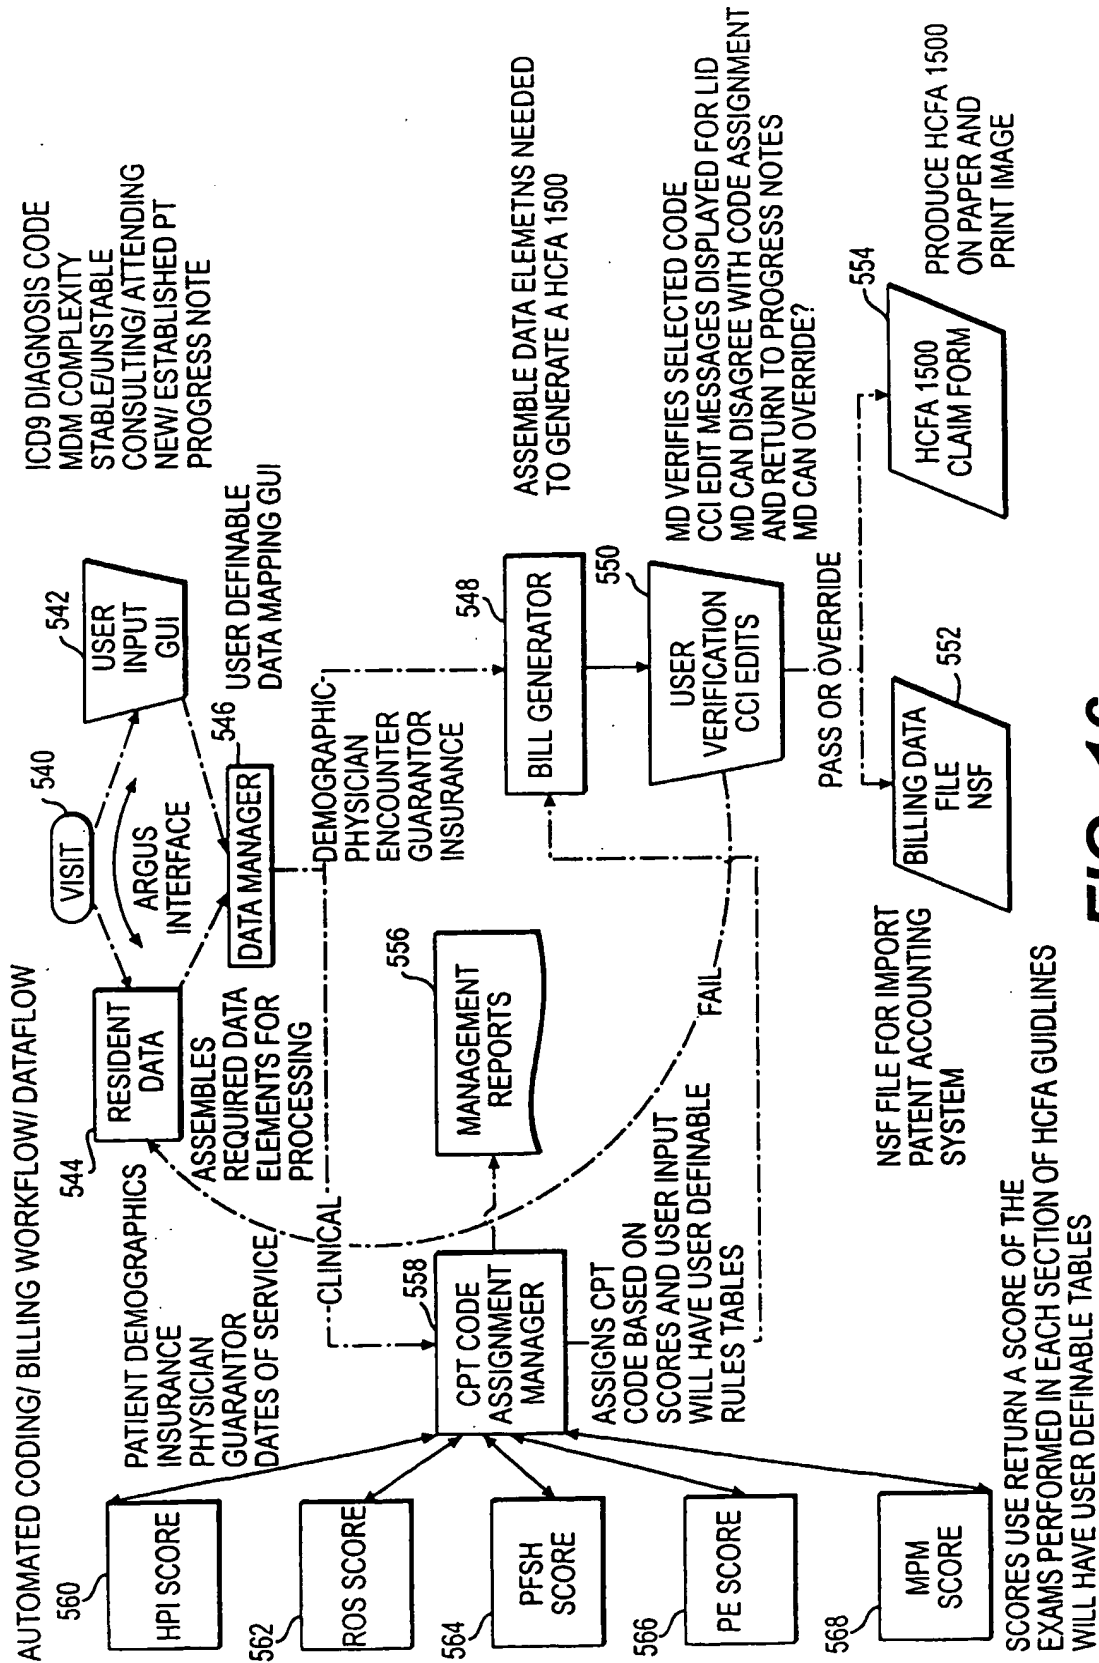 AUTOMATED CODING/ BILLING WORKFLOW/ DATAFLOW
540
VISIT
542
USER
INPUT
GUI
ICD9 DIAGNOSIS CODE
MDM COMPLEXITY
STABLE/UNSTABLE
CONSULTING/ ATTENDING
NEW/ ESTABLISHED PT
PROGRESS NOTE
ARGUS
INTERFACE
544
RESIDENT
DATA
PATIENT DEMOGRAPHICS
INSURANCE
PHYSICIAN
GUARANTOR
DATES OF SERVICE
546
DATA MANAGER
USER DEFINABLE
DATA MAPPING GUI
ASSEMBLES
REQUIRED DATA
ELEMENTS FOR
PROCESSING
CLINICAL
DEMOGRAPHIC
PHYSICIAN
ENCOUNTER
GUARANTOR
INSURANCE
560
HPI SCORE
562
ROS SCORE
564
PFSH
SCORE
566
PE SCORE
568
MPM
SCORE
558
CPT CODE
ASSIGNMENT
MANAGER
556
MANAGEMENT
REPORTS
548
BILL GENERATOR
ASSEMBLE DATA ELEMETNS NEEDED
TO GENERATE A HCFA 1500
ASSIGNS CPT
CODE BASED ON
SCORES AND USER INPUT
WILL HAVE USER DEFINABLE
RULES TABLES
FAIL
550
USER
VERIFICATION
CCI EDITS
MD VERIFIES SELECTED CODE
CCI EDIT MESSAGES DISPLAYED FOR LID
MD CAN DISAGREE WITH CODE ASSIGNMENT
AND RETURN TO PROGRESS NOTES
MD CAN OVERRIDE?
PASS OR OVERRIDE
552
BILLING DATA
FILE
NSF
NSF FILE FOR IMPORT
PATENT ACCOUNTING
SYSTEM
554
HCFA 1500
CLAIM FORM
PRODUCE HCFA 1500
ON PAPER AND
PRINT IMAGE
SCORES USE RETURN A SCORE OF THE
EXAMS PERFORMED IN EACH SECTION OF HCFA GUIDLINES
WILL HAVE USER DEFINABLE TABLES